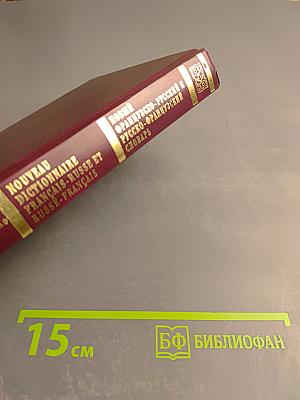 NOUVEAU
DICTIONNAIRE
FRANÇAIS-RUSSE ET
RUSSE-FRANÇAIS
НОВЫЙ
ФРАНЦУЗСКО-РУССКИЙ И
РУССКО-ФРАНЦУЗСКИЙ
СЛОВАРЬ
15 см
БФ БИБЛИОФАН